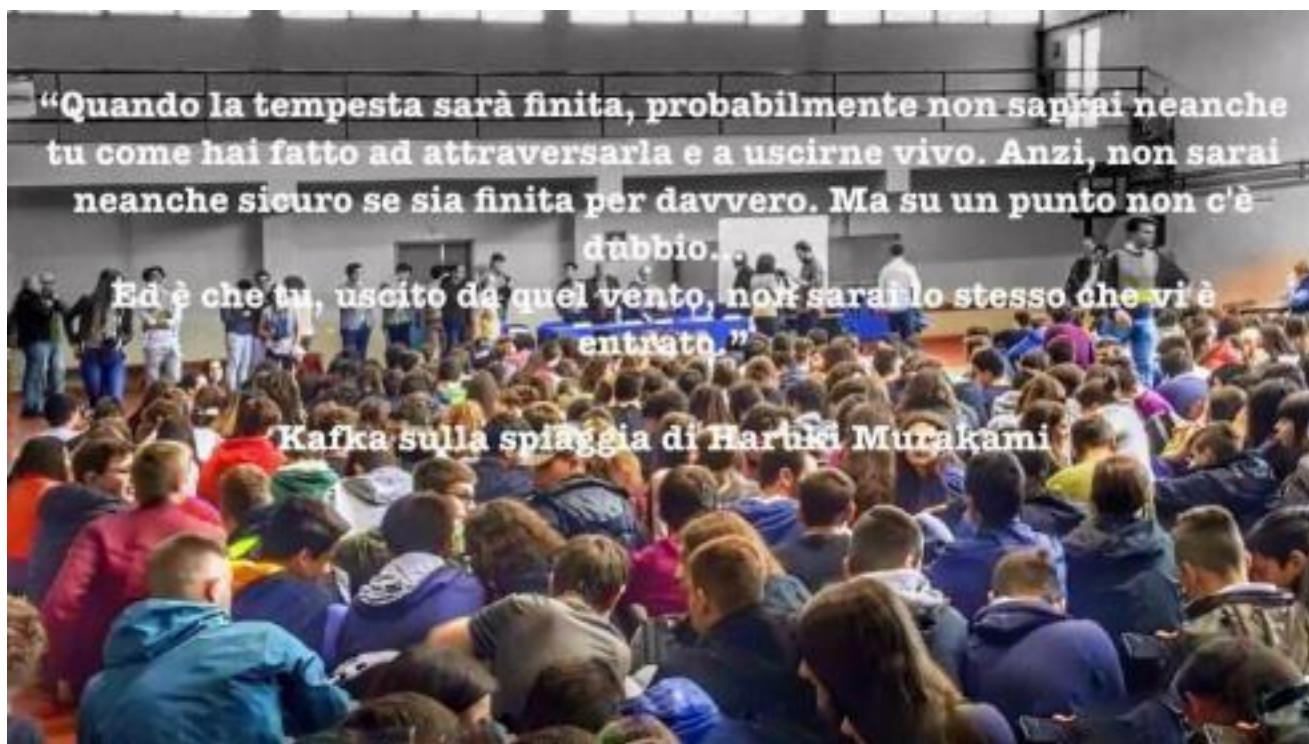 “Quando la tempesta sarà finita, probabilmente non saprai neanche
tu come hai fatto ad attraversarla e a uscirne vivo. Anzi, non sarai
neanche sicuro se sia finita per davvero. Ma su un punto non c'è
dubbio...
Ed è che tu, uscito da quel vento, non sarai lo stesso che vi è
entrato.”
Kafka sulla spiaggia di Haruki Murakami